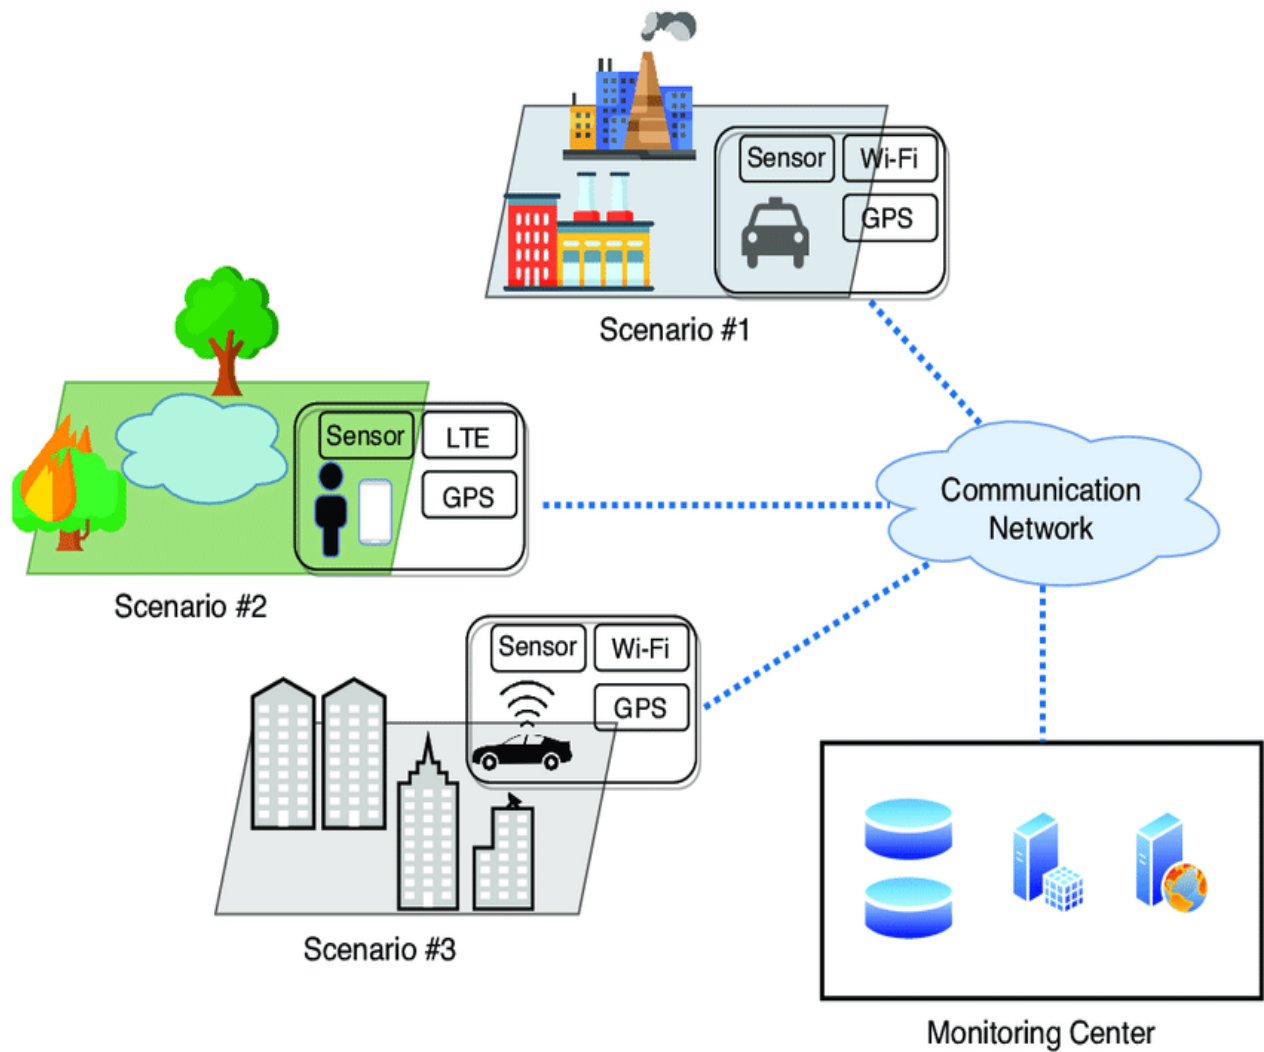 Sensor
Wi-Fi
GPS
Scenario #1
Sensor
LTE
GPS
Scenario #2
Communication
Network
Sensor
Wi-Fi
GPS
Scenario #3
Monitoring Center